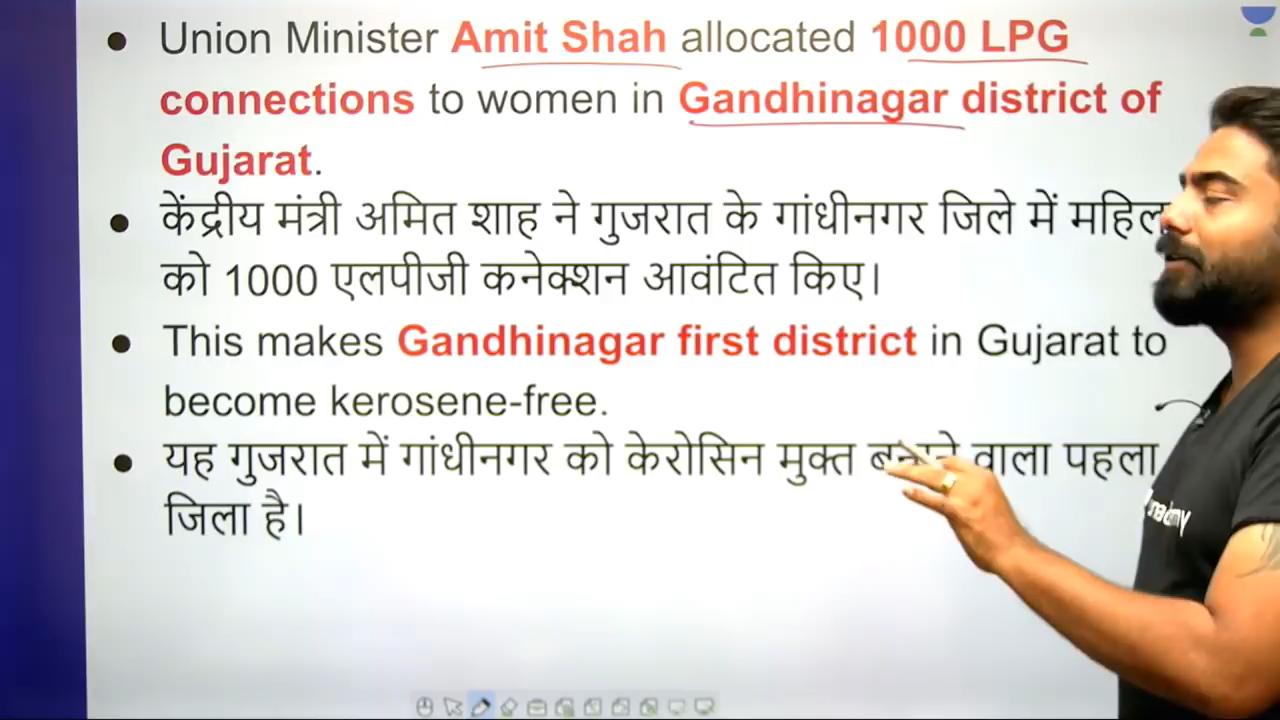 Union Minister Amit Shah allocated 1000 LPG
connections to women in Gandhinagar district of
Gujarat.
केंद्रीय मंत्री अमित शाह ने गुजरात के गांधीनगर जिले में
को 1000 एलपीजी कनेक्शन आवंटित किए।
This makes Gandhinagar first district in Gujarat to
become kerosene-free.
यह गुजरात में गांधीनगर को केरोसिन मुक्त बनाने वाला पहला
जिला है।